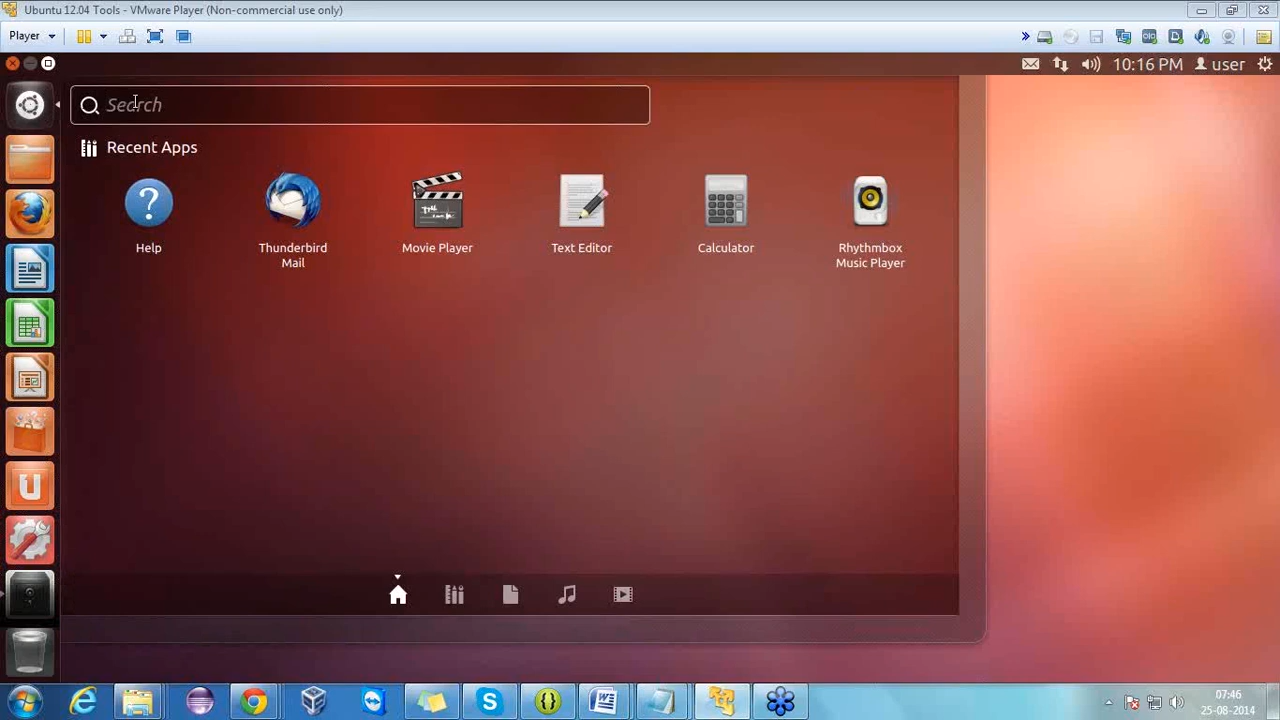 Ubuntu 12.04 Tools - VMware Player (Non-commercial use only)
Player
10:16 PM user
Search
Recent Apps
Help
Thunderbird
Mail
Movie Player
Text Editor
Calculator
Rhythmbox
Music Player
07:46
25-08-2014